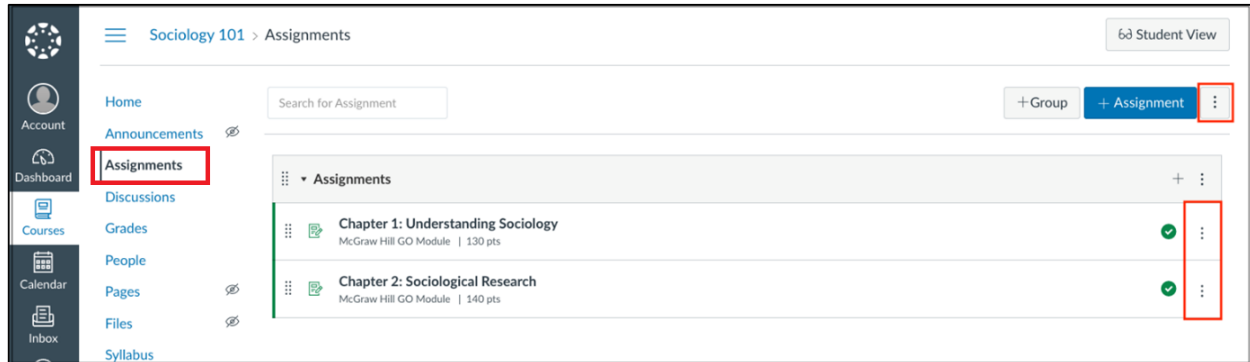 Account
Dashboard
Courses
Calendar
Inbox
Sociology 101 > Assignments
Student View
Home
Announcements
Assignments
Discussions
Grades
People
Pages
Files
Syllabus
Search for Assignment
+Group
+ Assignment
Assignments
Chapter 1: Understanding Sociology
McGraw Hill GO Module | 130 pts
Chapter 2: Sociological Research
McGraw Hill GO Module | 140 pts